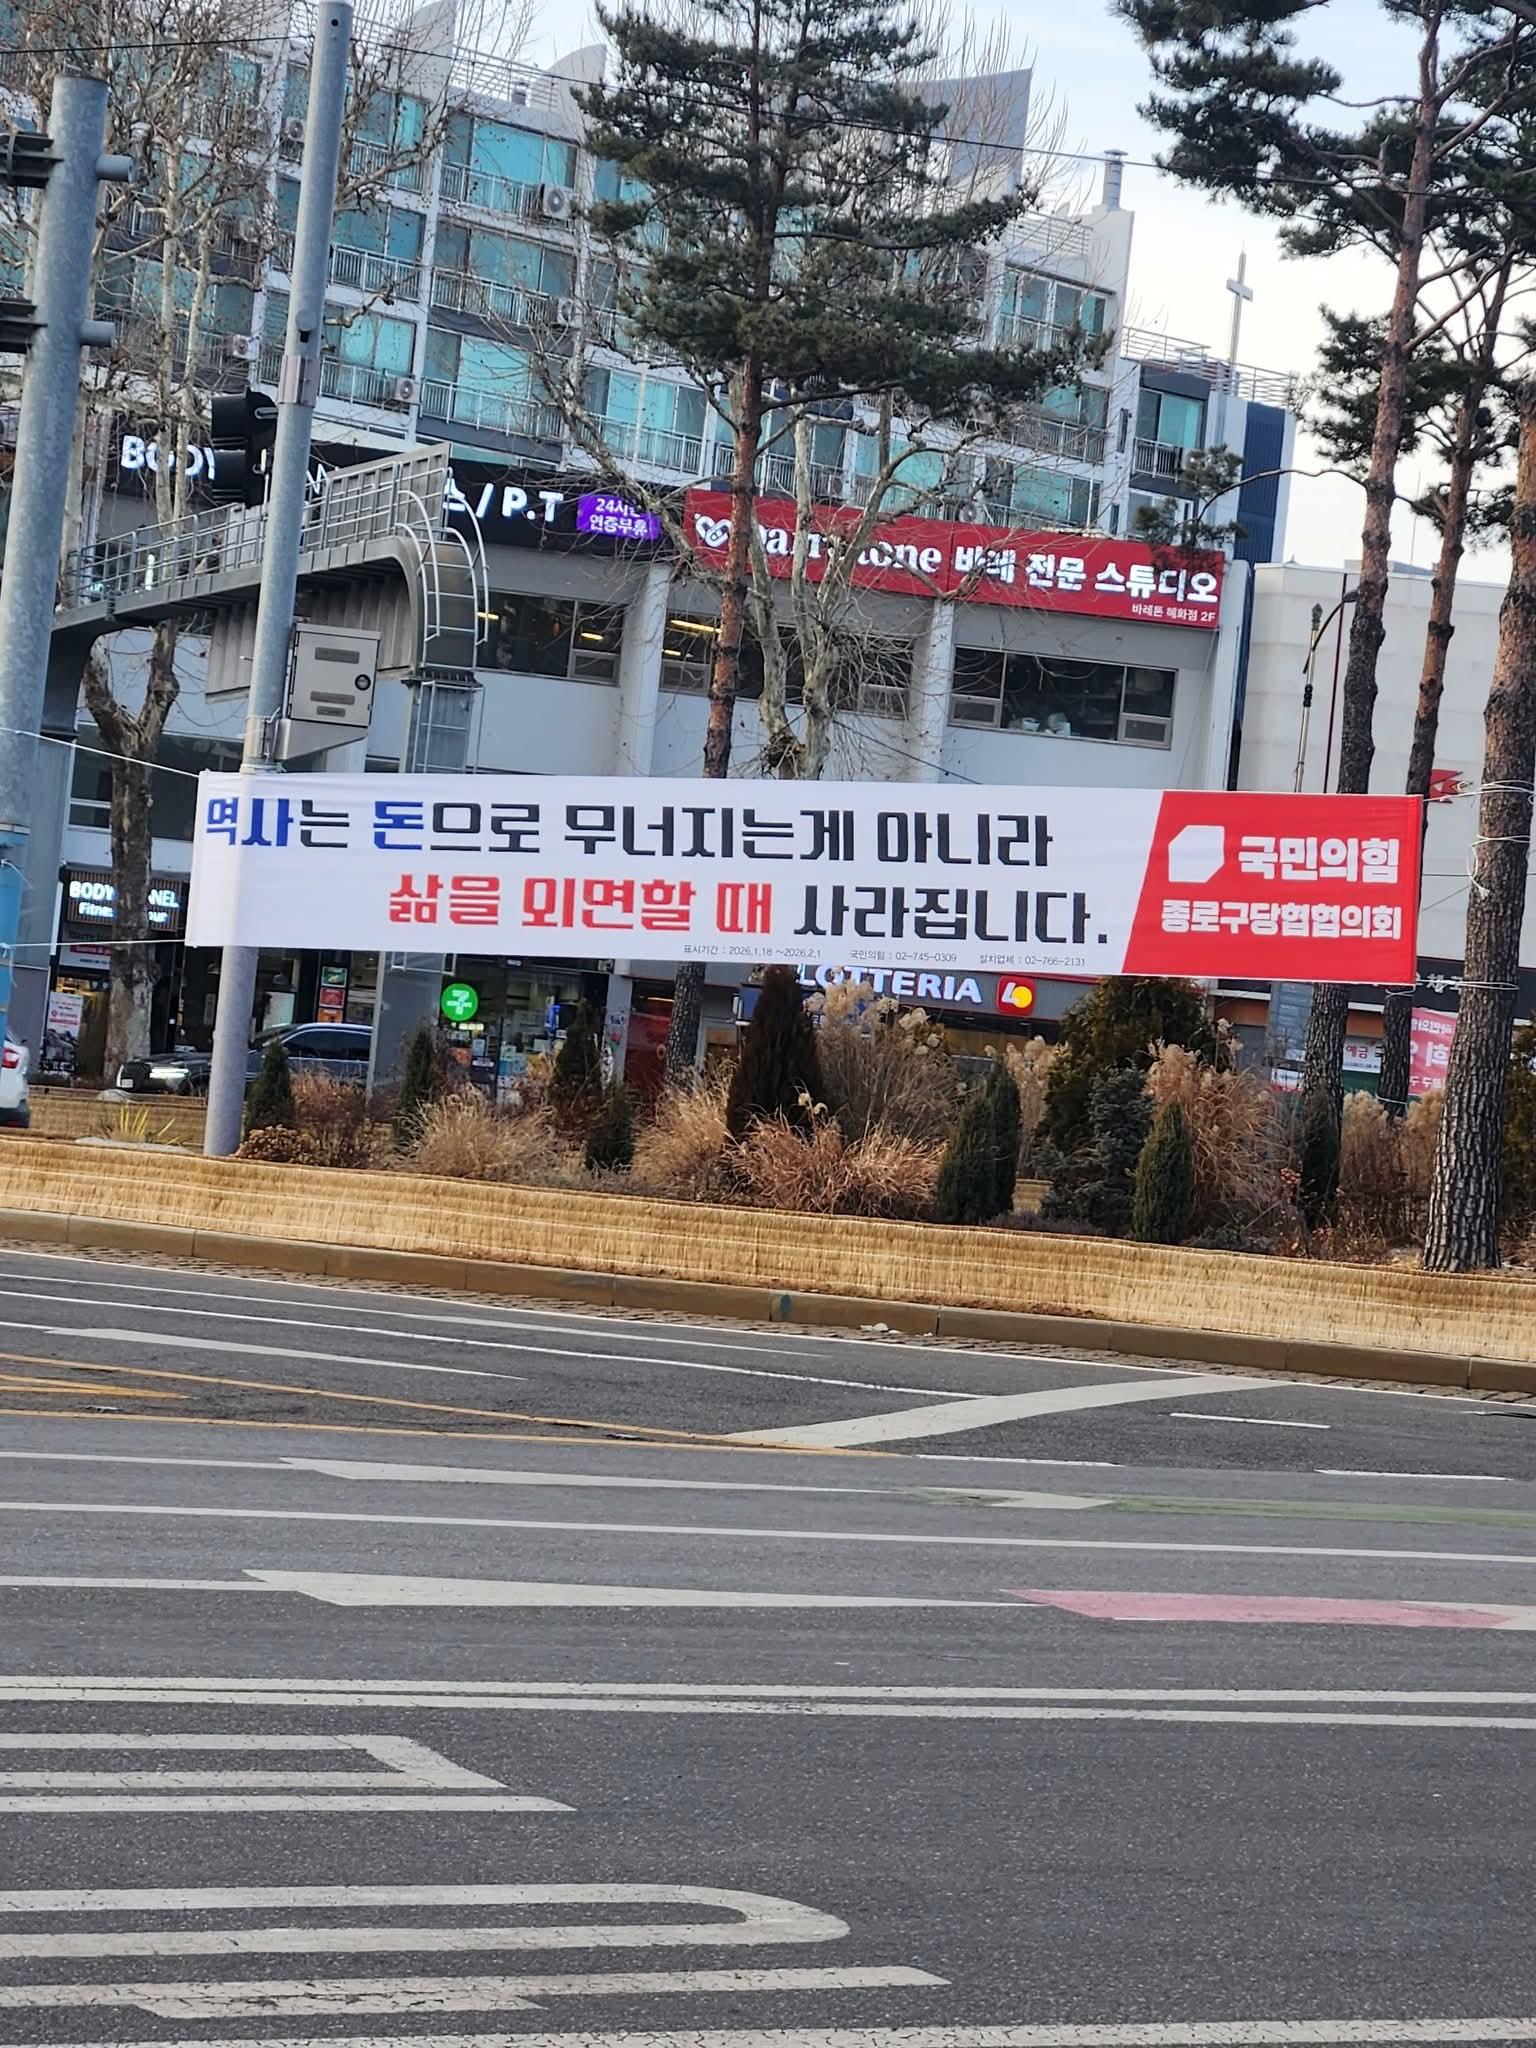 / P.T
24시간
연중무휴
바레 전문 스튜디오
바레톤 혜화점 2F
역사는 돈으로 무너지는게 아니라
삶을 외면할 때 사라집니다.
표시기간 : 2026.1.18 ~2026.2.1 국민의힘 : 02-745-0309 설치업체 : 02-766-2131
국민의힘
종로구당협협의회
LOTTERIA
예금